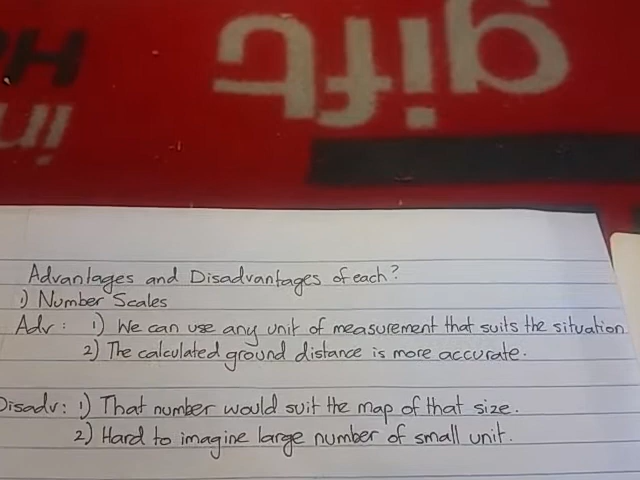 gift
in
Advantages and Disadvantages of each?
1) Number Scales
Adv: 1) We can use any unit of measurement that suits the situation
2) The calculated ground distance is more accurate.
Disadv: 1) That number would suit the map of that size.
2) Hard to imagine large number of small unit.